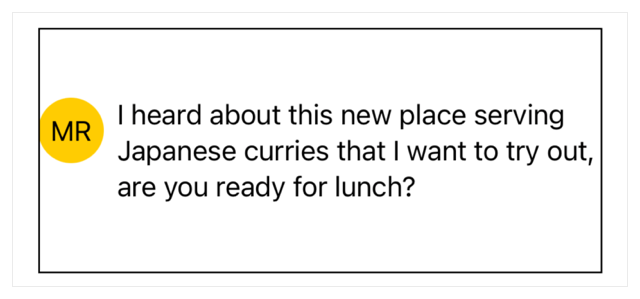 MR
I heard about this new place serving
Japanese curries that I want to try out,
are you ready for lunch?